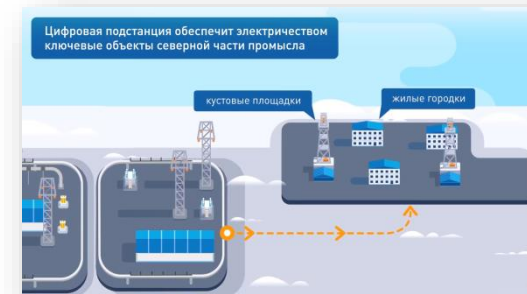 Цифровая подстанция обеспечит электричеством
ключевые объекты северной части промысла
кустовые площадки
жилые городки